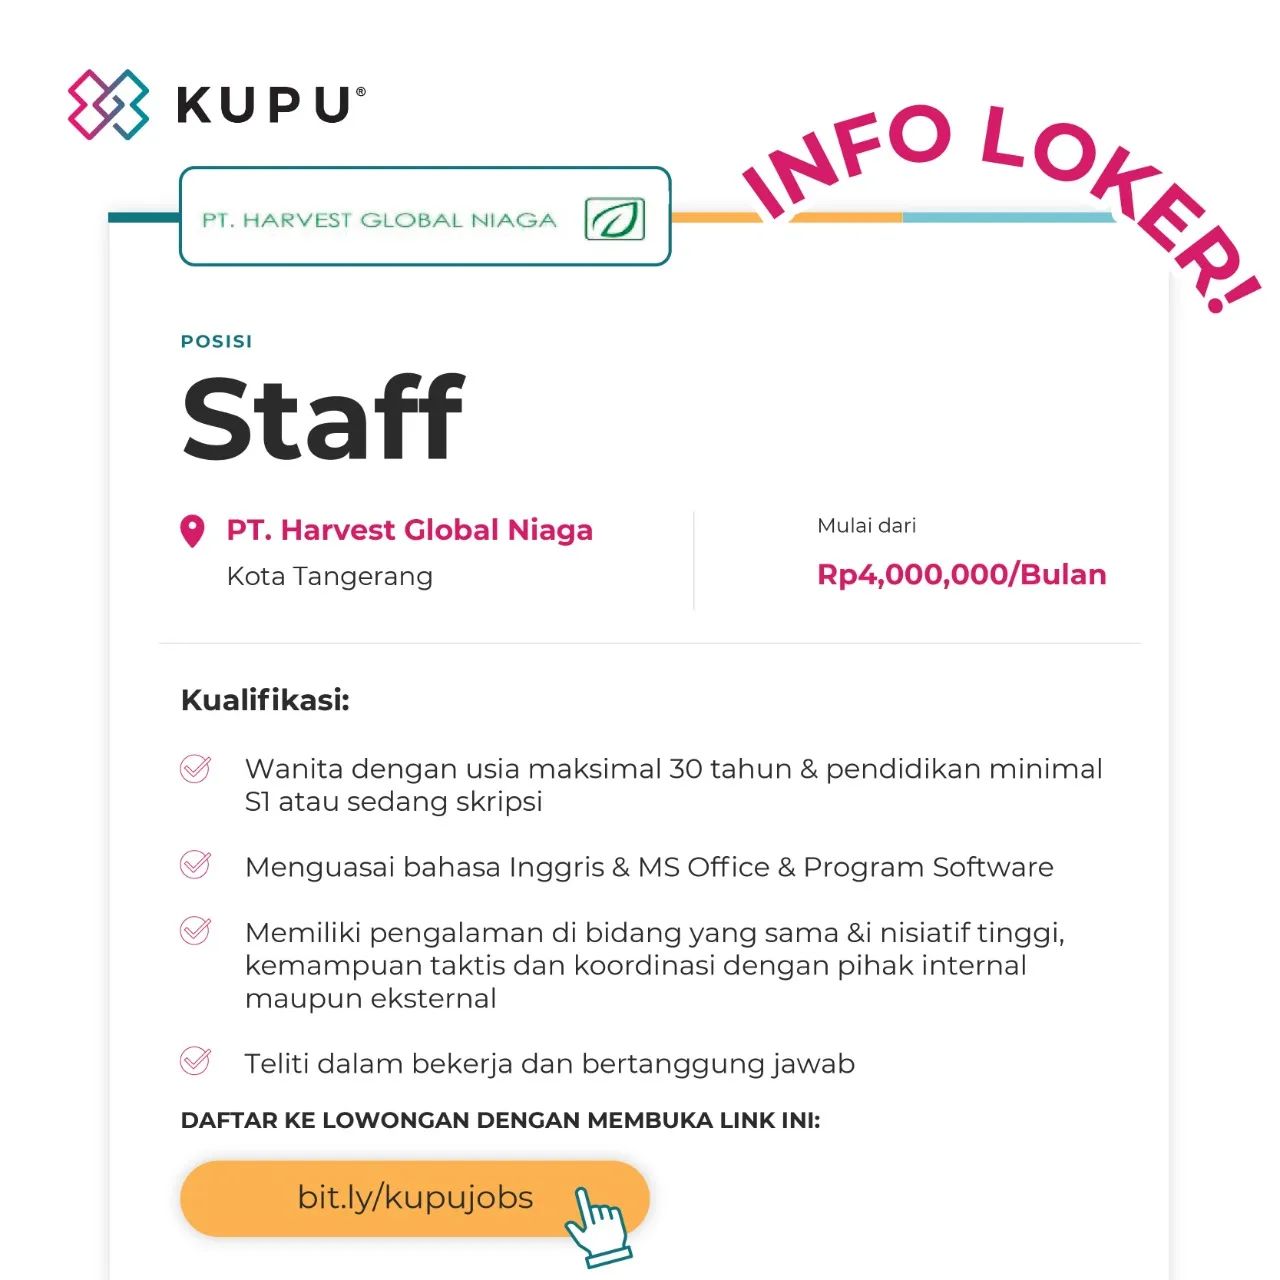 KUPU®
INFO LOKER!
PT. HARVEST GLOBAL NIAGA
POSISI
Staff
PT. Harvest Global Niaga
Kota Tangerang
Mulai dari
Rp4,000,000/Bulan
Kualifikasi:
Wanita dengan usia maksimal 30 tahun & pendidikan minimal
S1 atau sedang skripsi
Menguasai bahasa Inggris & MS Office & Program Software
Memiliki pengalaman di bidang yang sama &i nisiatif tinggi,
kemampuan taktis dan koordinasi dengan pihak internal
maupun eksternal
Teliti dalam bekerja dan bertanggung jawab
DAFTAR KE LOWONGAN DENGAN MEMBUKA LINK INI:
bit.ly/kupujobs